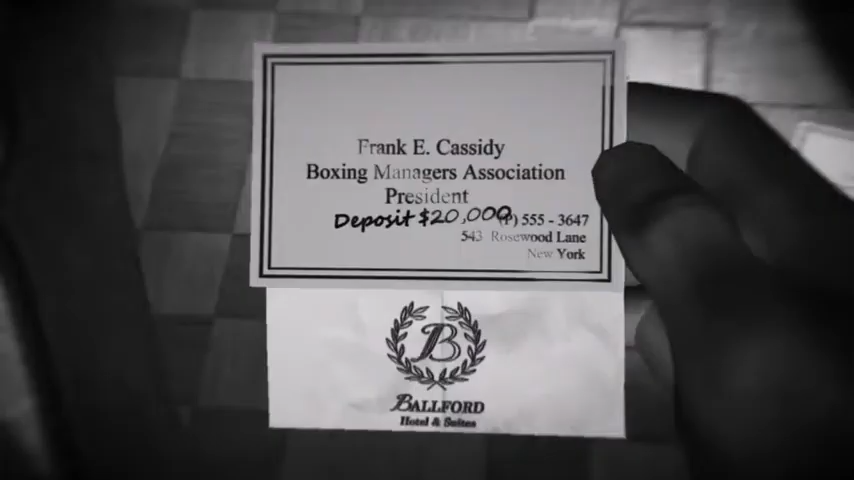 Frank E. Cassidy
Boxing Managers Association
President
Deposit $20,000
(P) 555 - 3647
543 Rosewood Lane
New York
B
BALLFORD
Hotel & Suites